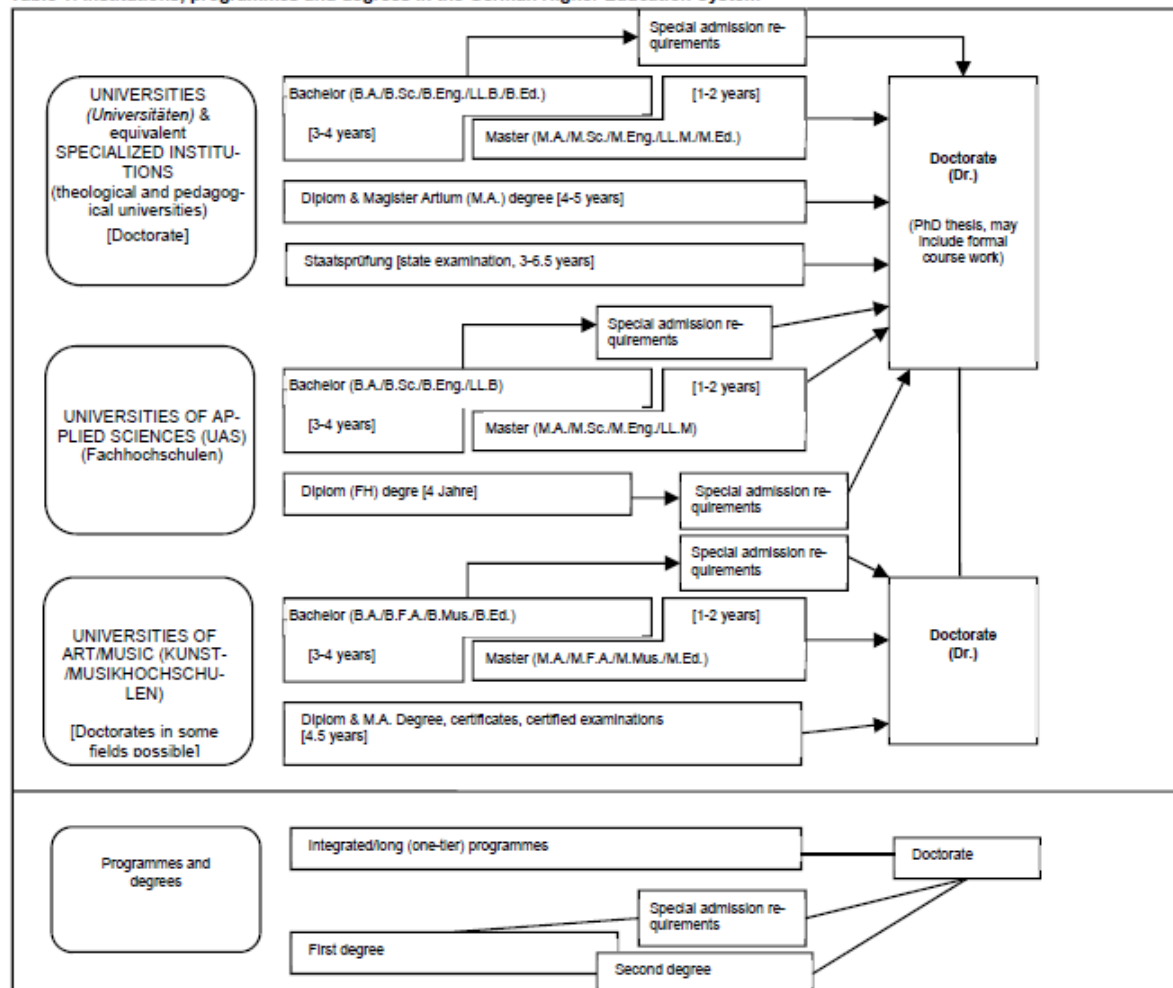 Table 1: Institutions, programmes and degrees in the German Higher Education System
UNIVERSITIES
(Universitäten) &
equivalent
SPECIALIZED INSTITU-
TIONS
(theological and pedagog-
ical universities)
[Doctorate]
Special admission re-
quirements
Bachelor (B.A./B.Sc./B.Eng./LL.B./B.Ed.)
[3-4 years]
[1-2 years]
Master (M.A./M.Sc./M.Eng./LL.M./M.Ed.)
Diplom & Magister Artium (M.A.) degree [4-5 years]
Staatsprüfung [state examination, 3-6.5 years]
Doctorate
(Dr.)
(PhD thesis, may
include formal
course work)
UNIVERSITIES OF AP-
PLIED SCIENCES (UAS)
(Fachhochschulen)
Special admission re-
quirements
Bachelor (B.A./B.Sc./B.Eng./LL.B)
[3-4 years]
[1-2 years]
Master (M.A./M.Sc./M.Eng./LL.M)
Diplom (FH) degre [4 Jahre]
Special admission re-
quirements
UNIVERSITIES OF
ART/MUSIC (KUNST-
/MUSIKHOCHSCHU-
LEN)
[Doctorates in some
fields possible]
Special admission re-
quirements
Bachelor (B.A./B.F.A./B.Mus./B.Ed.)
[3-4 years]
[1-2 years]
Master (M.A./M.F.A./M.Mus./M.Ed.)
Diplom & M.A. Degree, certificates, certified examinations
[4.5 years]
Doctorate
(Dr.)
Programmes and
degrees
Integrated/long (one-tier) programmes
Doctorate
Special admission re-
quirements
First degree
Second degree